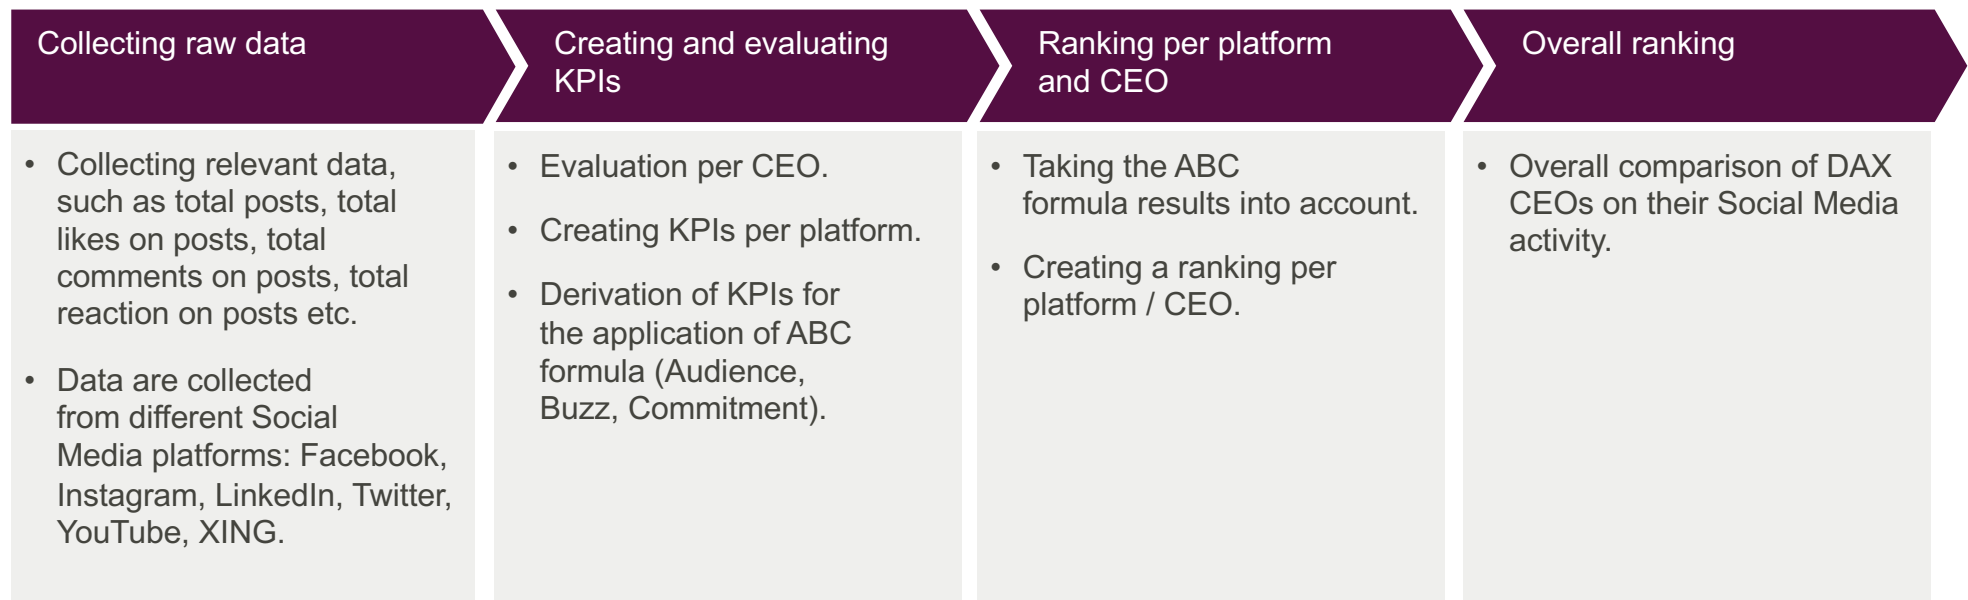 Collecting raw data
• Collecting relevant data,
such as total posts, total
likes on posts, total
comments on posts, total
reaction on posts etc.
• Data are collected
from different Social
Media platforms: Facebook,
Instagram, LinkedIn, Twitter,
YouTube, XING.
Creating and evaluating
KPIs
• Evaluation per CEO.
• Creating KPIs per platform.
• Derivation of KPIs for
the application of ABC
formula (Audience,
Buzz, Commitment).
Ranking per platform
and CEO
• Taking the ABC
formula results into account.
• Creating a ranking per
platform / CEO.
Overall ranking
• Overall comparison of DAX
CEOs on their Social Media
activity.